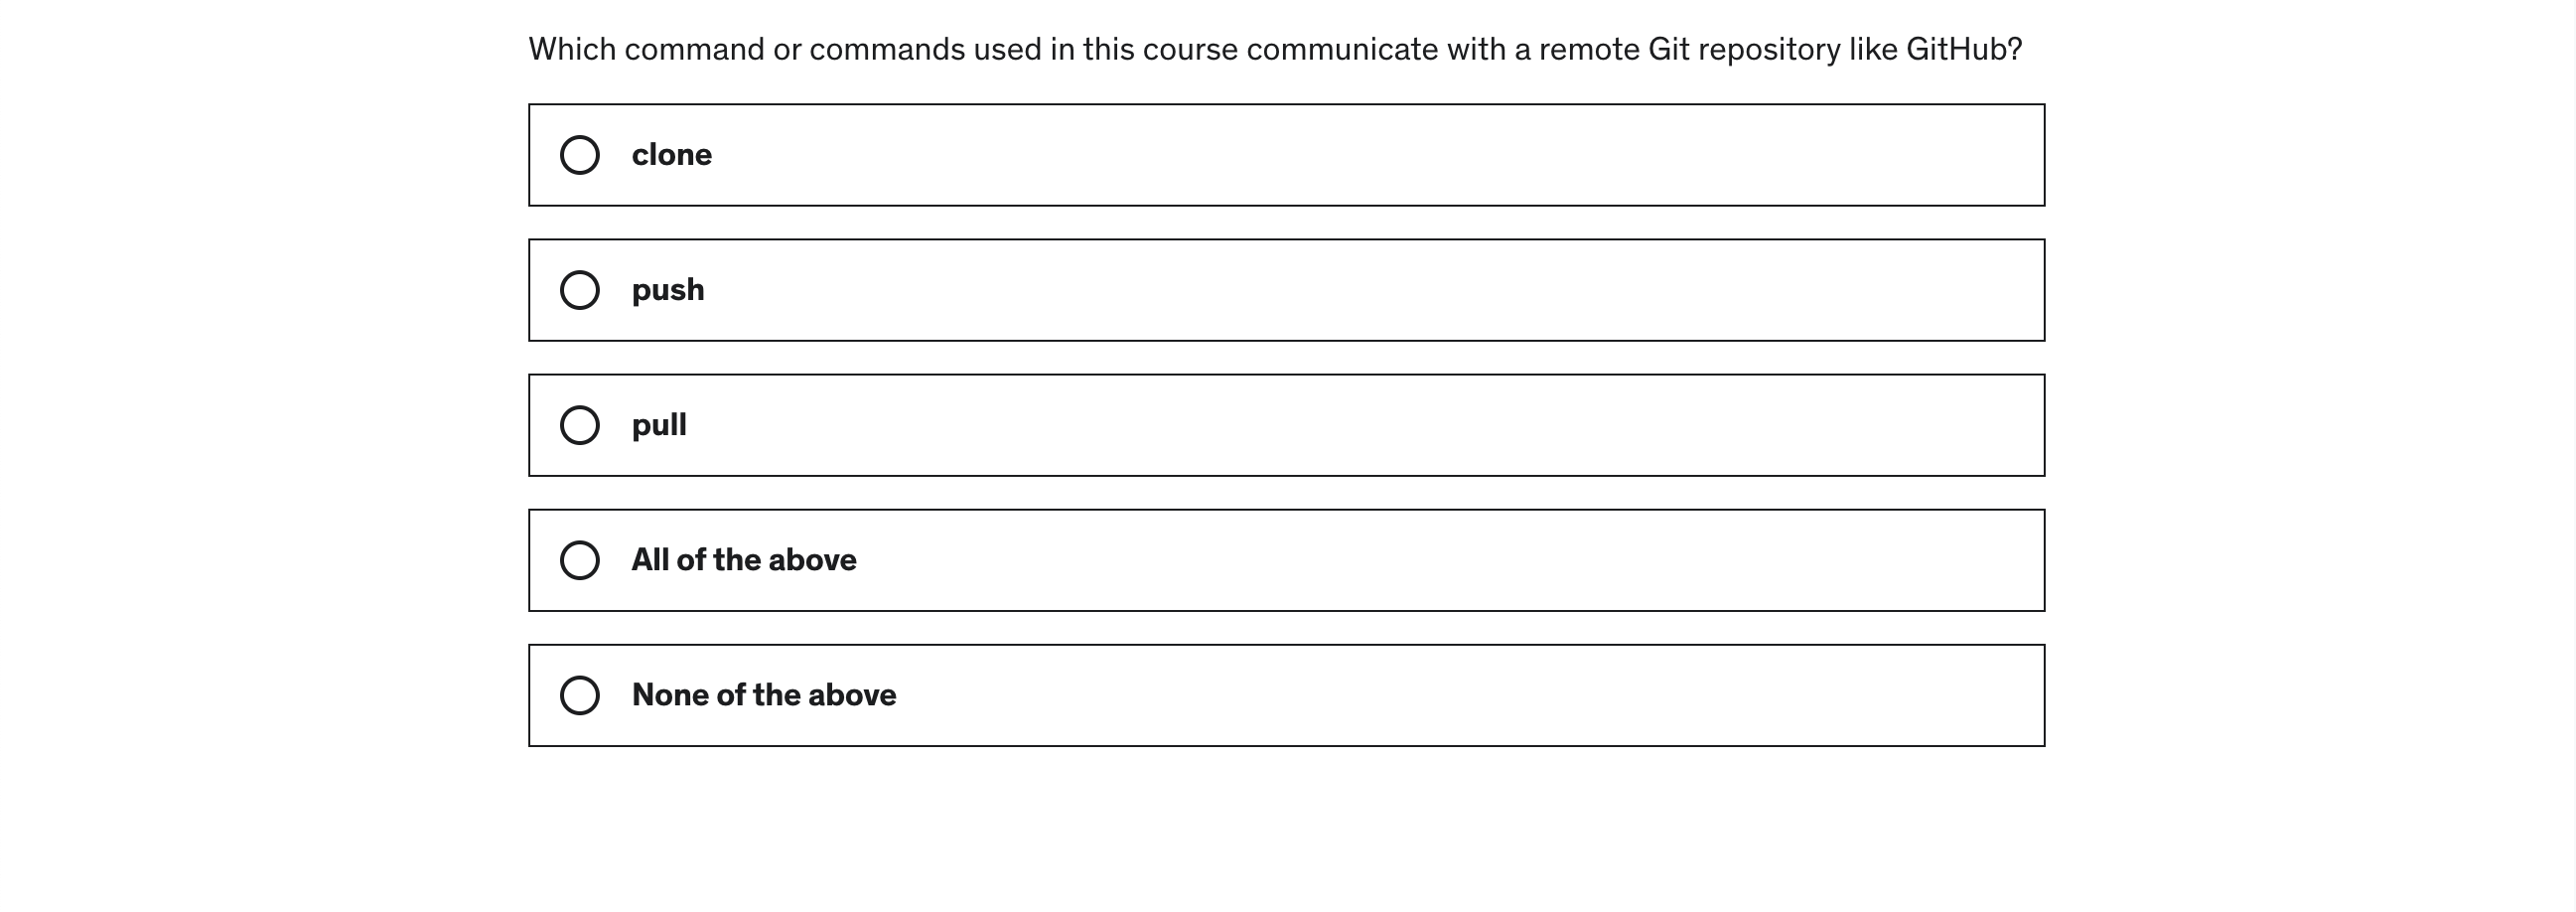 Which command or commands used in this course communicate with a remote Git repository like GitHub?
clone
push
pull
All of the above
None of the above